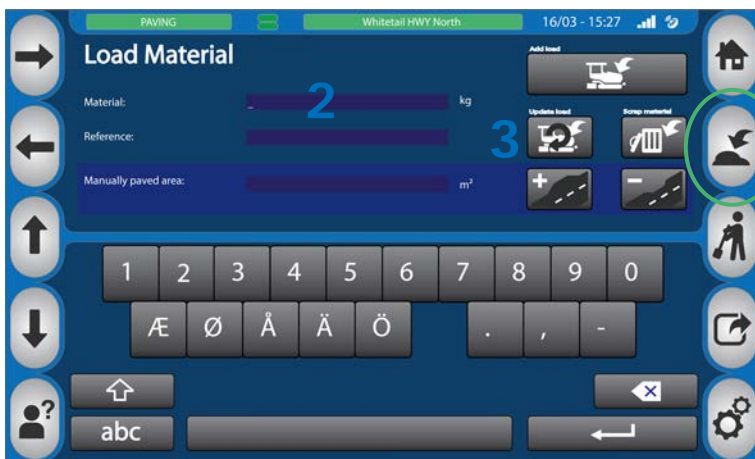 PAVING Whitetail HWY North 16/03 - 15:27
Load Material
Add load
Material: _ 2 kg
Update load Scrap material
Reference: 3
Manually paved area: m²
+ -
1 2 3 4 5 6 7 8 9 0
Æ Ø Å Ä Ö . , -
?
abc